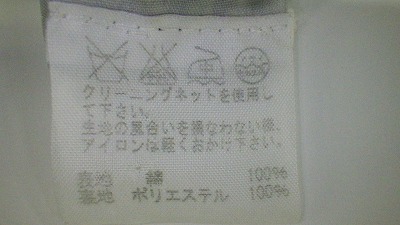 クリーニングネットを使用し
て下さい。
生地の風合いを損なわない様、
アイロンは軽くおかけ下さい。
表地 綿 100%
裏地 ポリエステル 100%